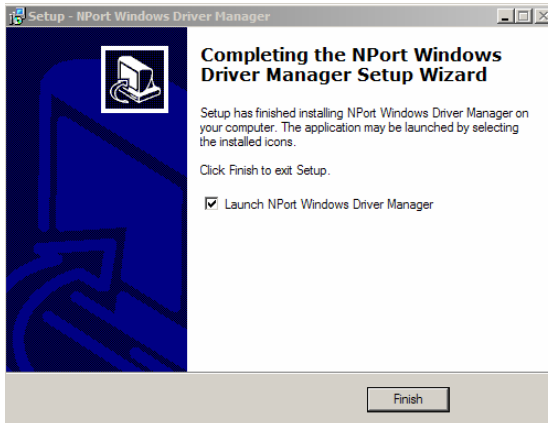 Setup - NPort Windows Driver Manager
Completing the NPort Windows
Driver Manager Setup Wizard
Setup has finished installing NPort Windows Driver Manager on
your computer. The application may be launched by selecting
the installed icons.
Click Finish to exit Setup.
Launch NPort Windows Driver Manager
Finish